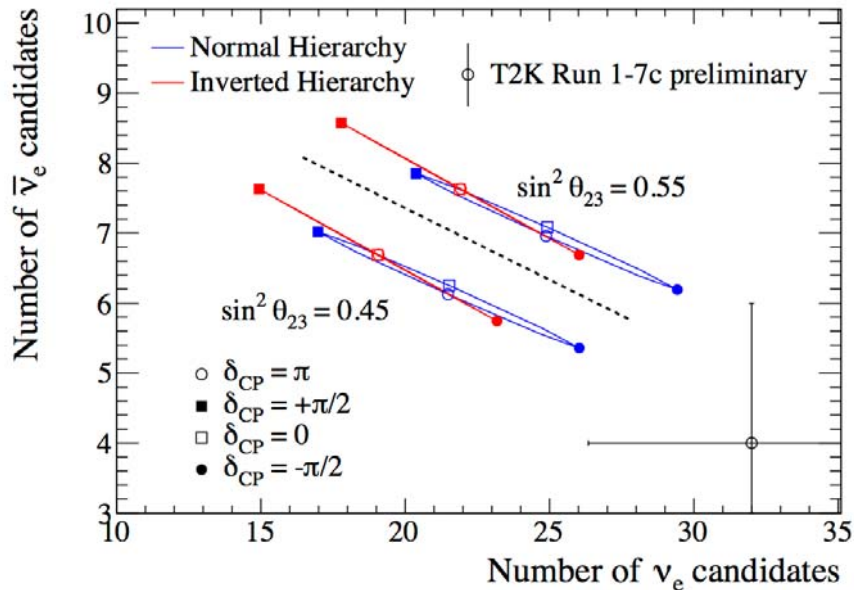 Number of ν̅ₑ candidates
10
9
8
7
6
5
4
3
Normal Hierarchy
Inverted Hierarchy
T2K Run 1-7c preliminary
sin² θ₂₃ = 0.55
sin² θ₂₃ = 0.45
δCP = π
δCP = +π/2
δCP = 0
δCP = -π/2
10 15 20 25 30 35
Number of νₑ candidates